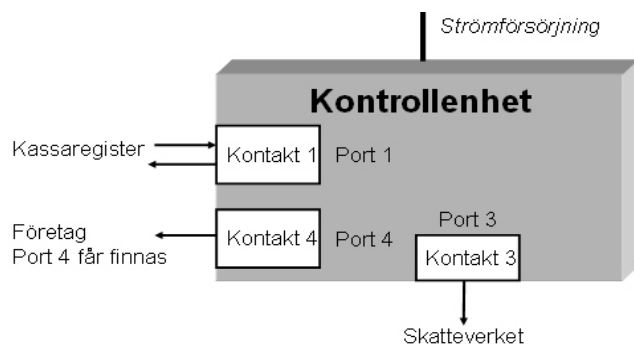 Strömförsörjning
Kontrollenhet
Kassaregister
Kontakt 1
Port 1
Företag
Port 4 får finnas
Kontakt 4
Port 4
Port 3
Kontakt 3
Skatteverket